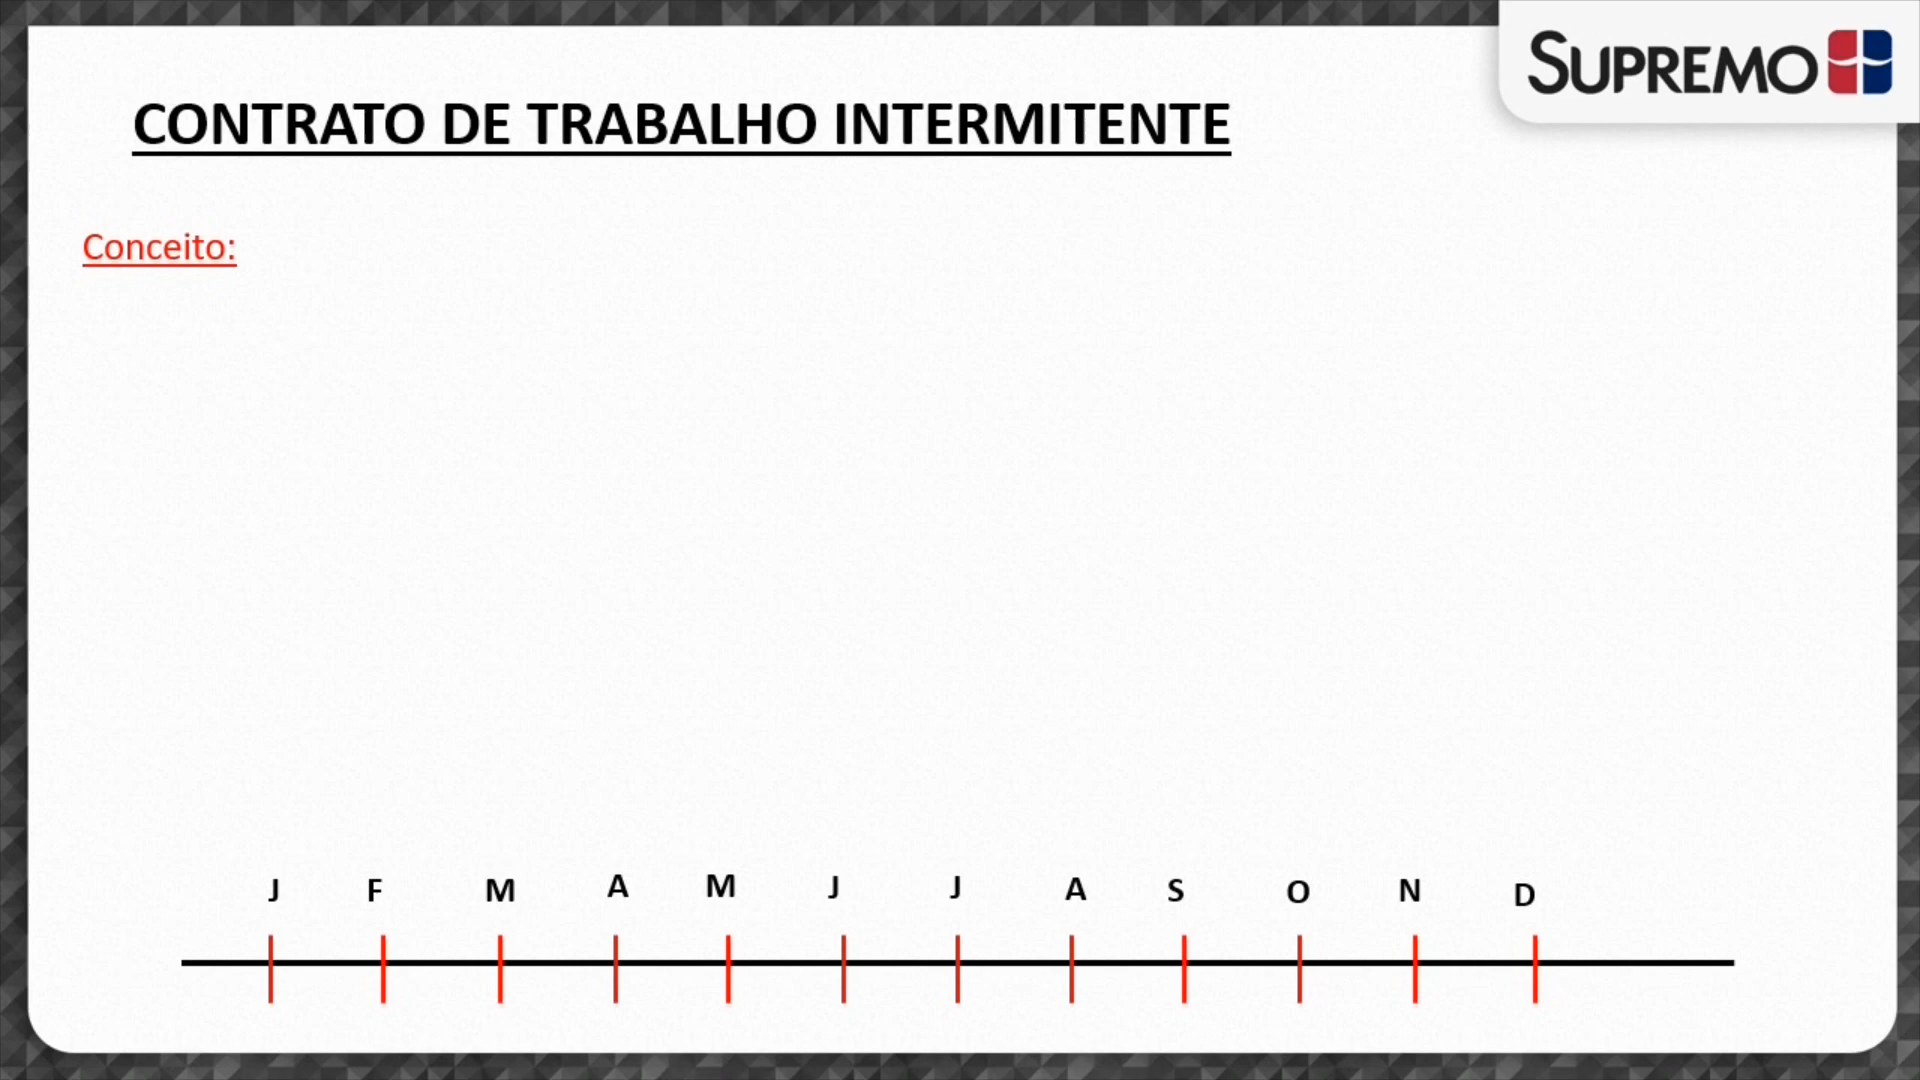 SUPREMO
CONTRATO DE TRABALHO INTERMITENTE
Conceito:
J F M A M J J A S O N D